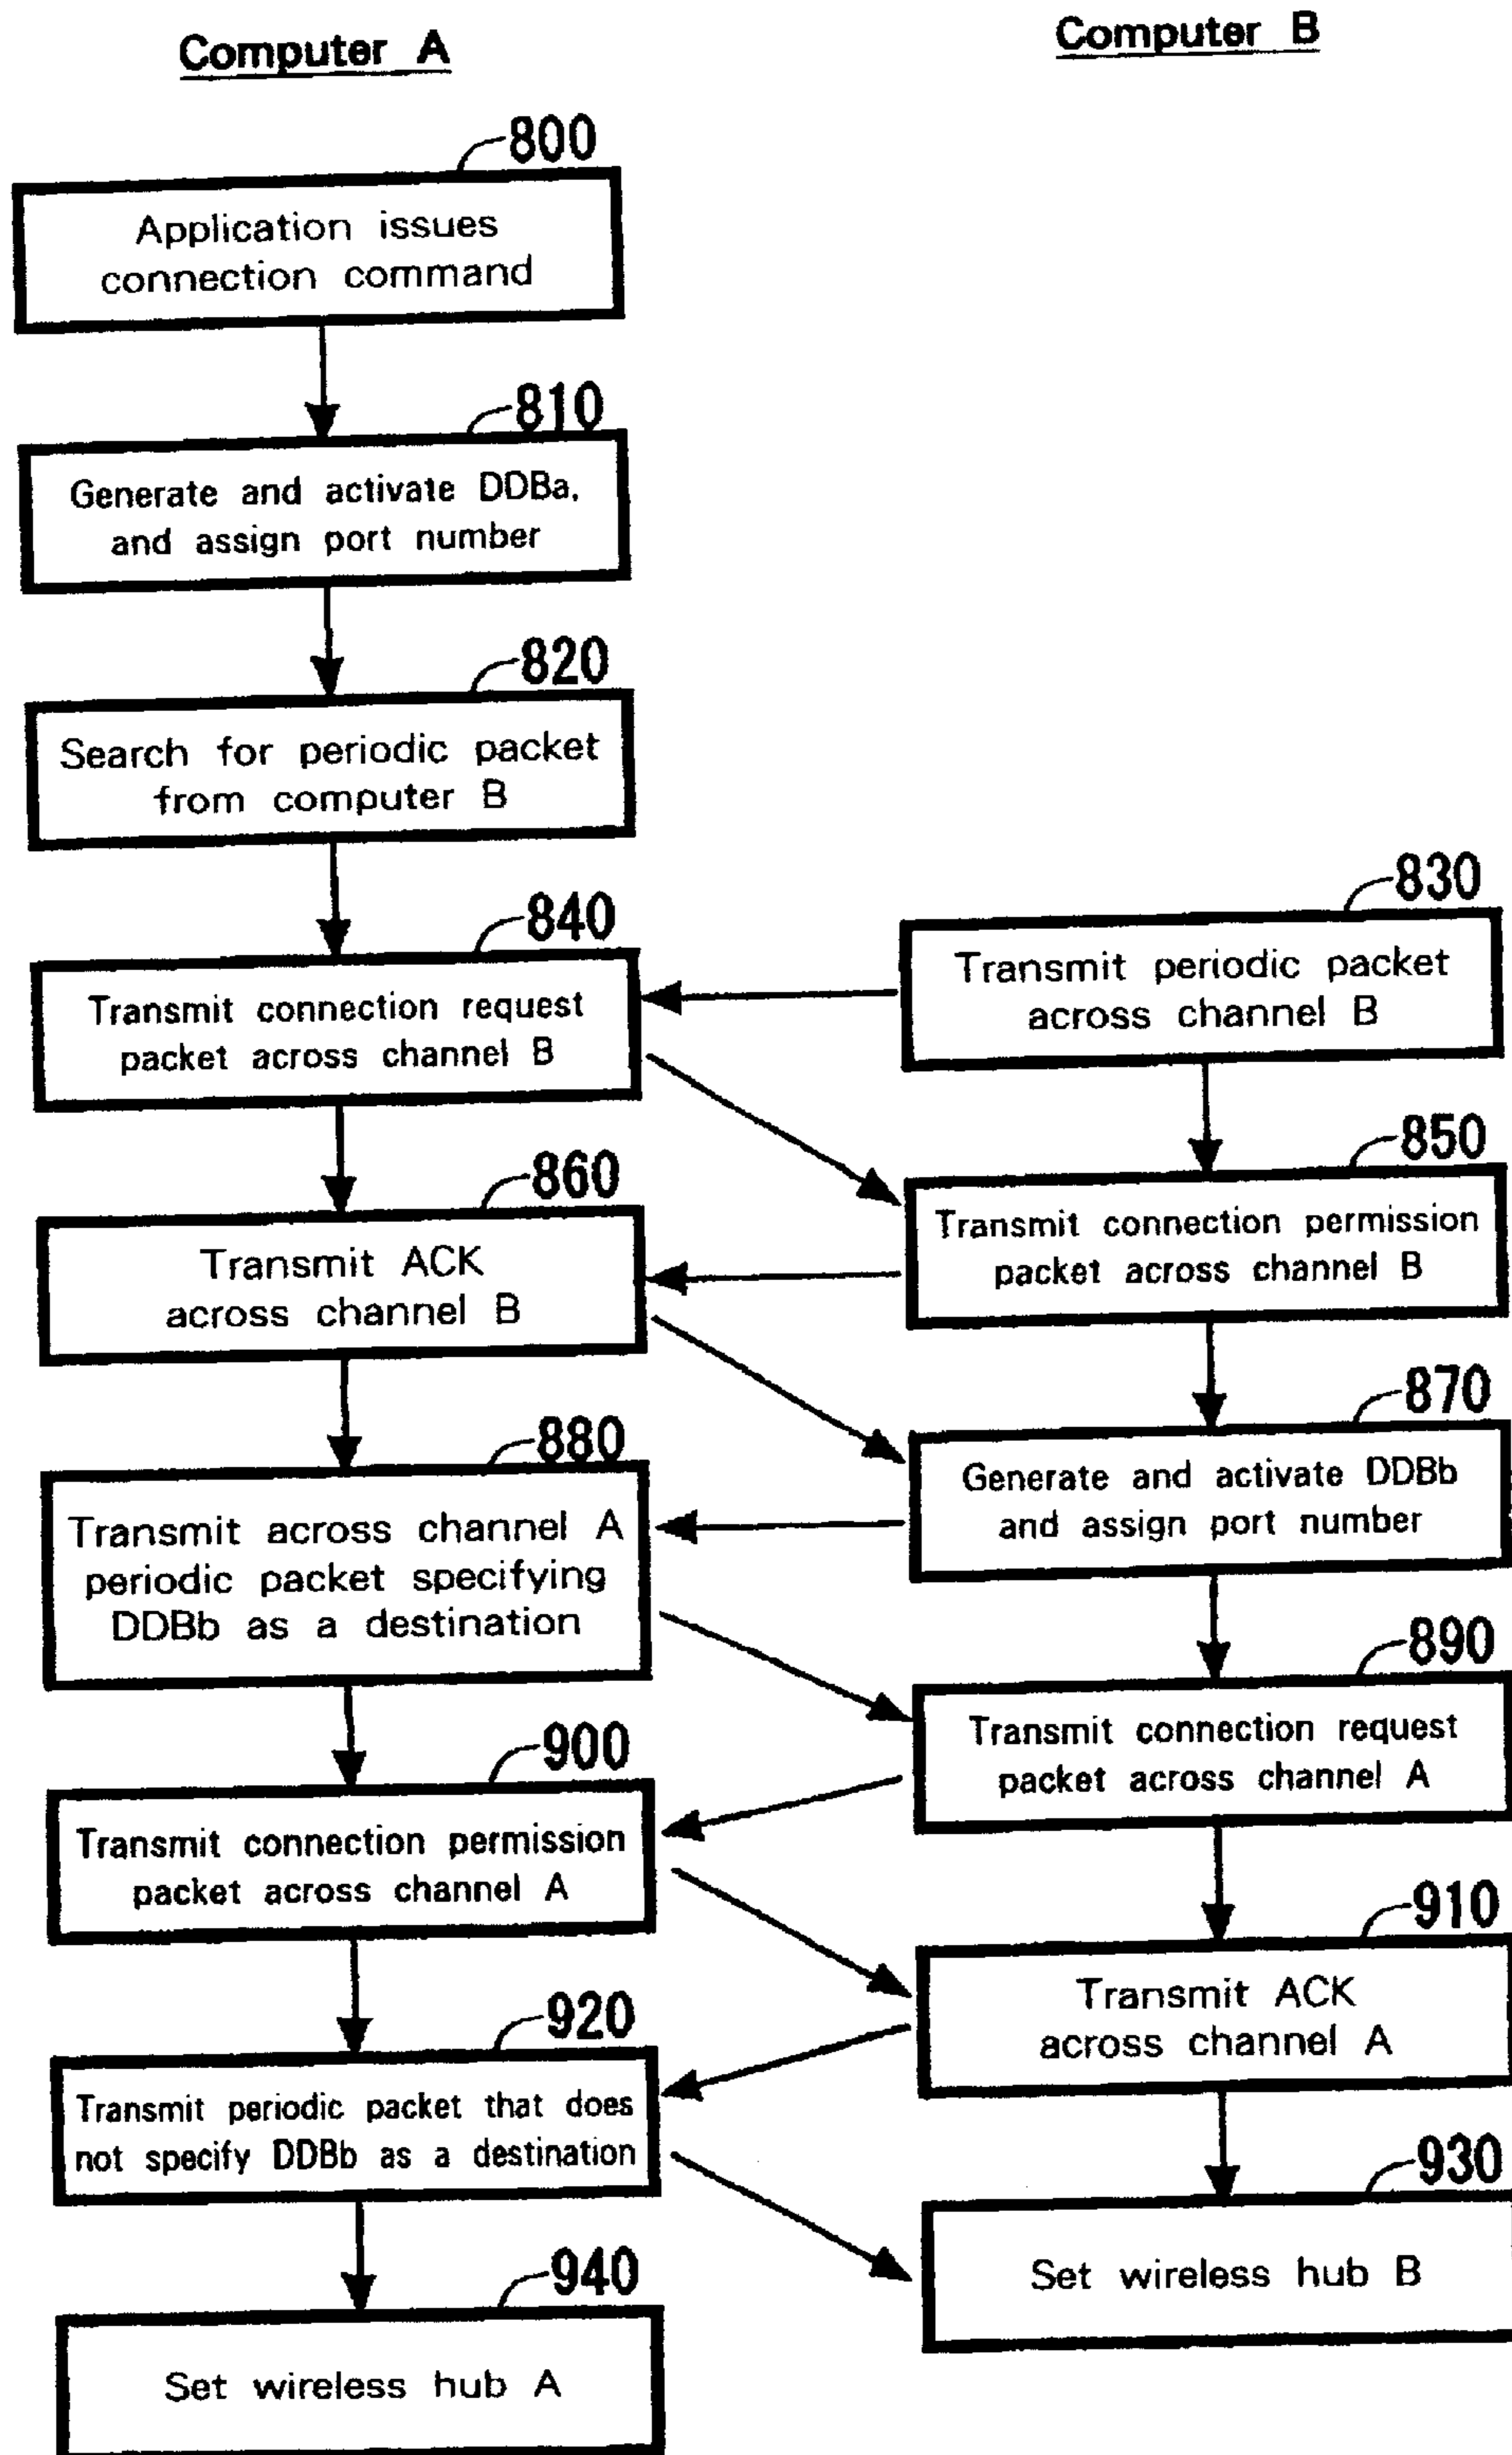 Computer A
Computer B
800
Application issues
connection command
810
Generate and activate DDBa,
and assign port number
820
Search for periodic packet
from computer B
830
Transmit periodic packet
across channel B
840
Transmit connection request
packet across channel B
850
Transmit connection permission
packet across channel B
860
Transmit ACK
across channel B
870
Generate and activate DDBb
and assign port number
880
Transmit across channel A
periodic packet specifying
DDBb as a destination
890
Transmit connection request
packet across channel A
900
Transmit connection permission
packet across channel A
910
Transmit ACK
across channel A
920
Transmit periodic packet that does
not specify DDBb as a destination
930
Set wireless hub B
940
Set wireless hub A